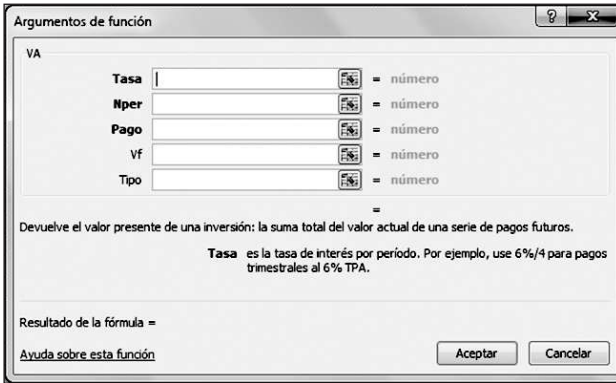 Argumentos de función
VA
Tasa = número
Nper = número
Pago = número
Vf = número
Tipo = número
=
Devuelve el valor presente de una inversión: la suma total del valor actual de una serie de pagos futuros.
Tasa es la tasa de interés por período. Por ejemplo, use 6%/4 para pagos
trimestrales al 6% TPA.
Resultado de la fórmula =
Ayuda sobre esta función
Aceptar
Cancelar